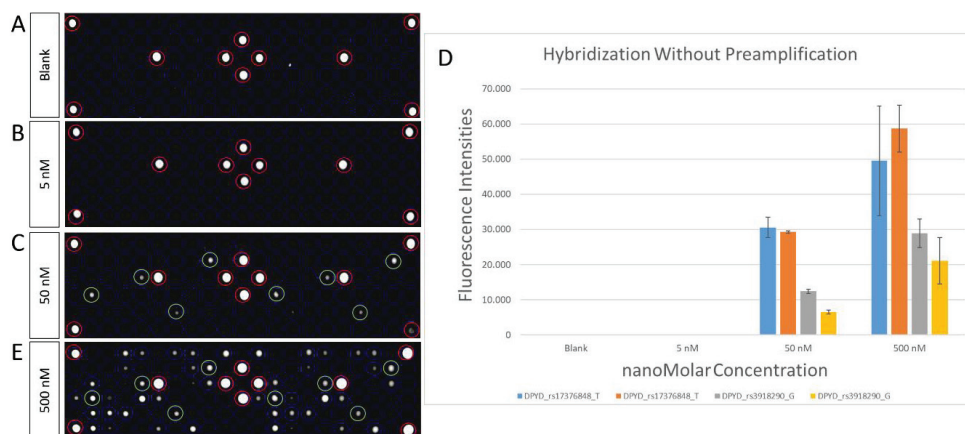 A
Blank
B
5 nM
C
50 nM
E
500 nM
D
Hybridization Without Preamplification
Fluorescence Intensities
70.000
60.000
50.000
40.000
30.000
20.000
10.000
0
Blank
5 nM
50 nM
500 nM
nanoMolar Concentration
DPYD_rs17376848_T
DPYD_rs17376848_T
DPYD_rs3918290_G
DPYD_rs3918290_G